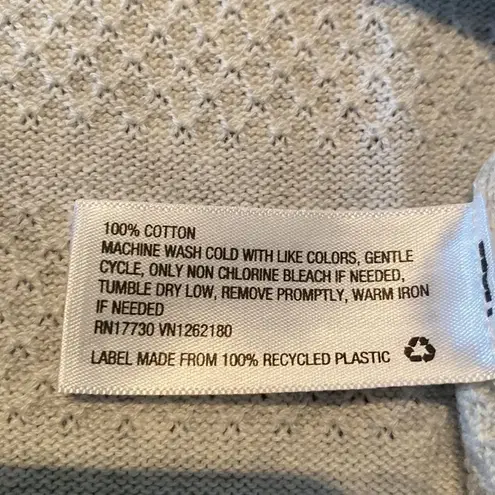 100% COTTON
MACHINE WASH COLD WITH LIKE COLORS, GENTLE
CYCLE, ONLY NON CHLORINE BLEACH IF NEEDED,
TUMBLE DRY LOW, REMOVE PROMPTLY, WARM IRON
IF NEEDED
RN17730 VN1262180
LABEL MADE FROM 100% RECYCLED PLASTIC